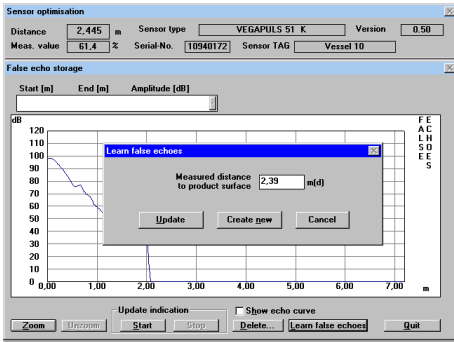 Sensor optimisation
Distance 2,445 m Sensor type VEGAPULS 51 K Version 0.50
Meas. value 61,4 % Serial-No. 10940172 Sensor TAG Vessel 10
False echo storage
Start [m] End [m] Amplitude [dB]
dB
FALSE ECHOES
120
110
100
90
80
70
60
50
40
30
20
10
0
0,00 1,00 2,00 3,00 4,00 5,00 6,00 7,00 m
Learn false echoes
Measured distance
to product surface 2,39 m(d)
Update Create new Cancel
Update indication Show echo curve
Zoom Unzoom Start Stop Delete... Learn false echoes Quit